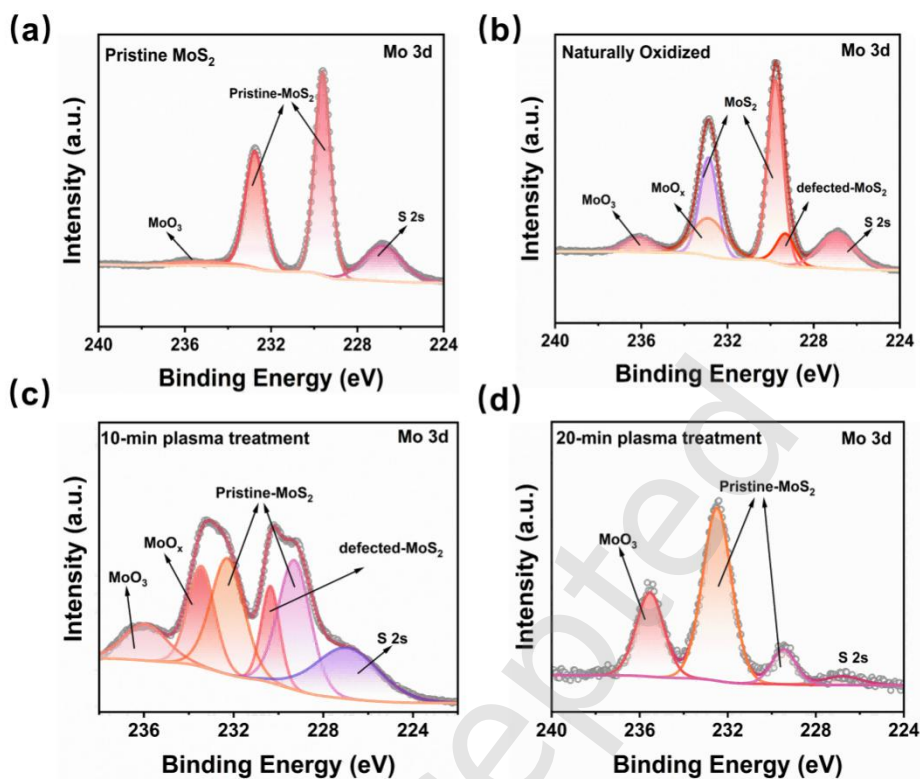 (a)
Pristine MoS₂
Mo 3d
Pristine-MoS₂
MoO₃
S 2s
Intensity (a.u.)
240 236 232 228 224
Binding Energy (eV)
(b)
Naturally Oxidized
Mo 3d
MoS₂
MoOₓ
defected-MoS₂
MoO₃
S 2s
Intensity (a.u.)
240 236 232 228 224
Binding Energy (eV)
(c)
10-min plasma treatment
Mo 3d
Pristine-MoS₂
MoOₓ
defected-MoS₂
MoO₃
S 2s
Intensity (a.u.)
236 232 228
Binding Energy (eV)
(d)
20-min plasma treatment
Mo 3d
Pristine-MoS₂
MoO₃
S 2s
Intensity (a.u.)
240 236 232 228 224
Binding Energy (eV)
epted